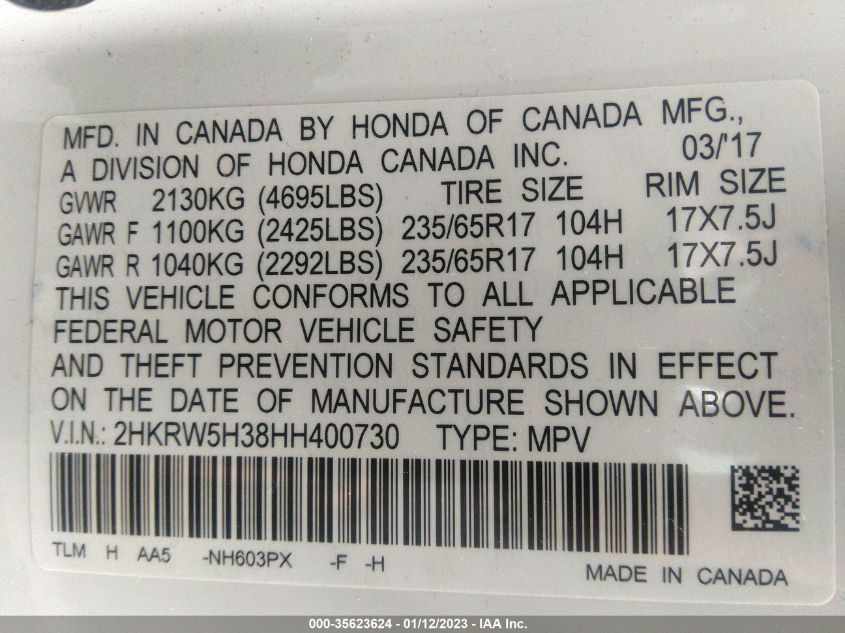 MFD. IN CANADA BY HONDA OF CANADA MFG.,
A DIVISION OF HONDA CANADA INC. 03/'17
GVWR 2130KG (4695LBS) TIRE SIZE RIM SIZE
GAWR F 1100KG (2425LBS) 235/65R17 104H 17X7.5J
GAWR R 1040KG (2292LBS) 235/65R17 104H 17X7.5J
THIS VEHICLE CONFORMS TO ALL APPLICABLE
FEDERAL MOTOR VEHICLE SAFETY
AND THEFT PREVENTION STANDARDS IN EFFECT
ON THE DATE OF MANUFACTURE SHOWN ABOVE.
V.I.N.: 2HKRW5H38HH400730 TYPE: MPV
TLM H AA5 -NH603PX -F -H
MADE IN CANADA
000-35623624 - 01/12/2023 - IAA Inc.